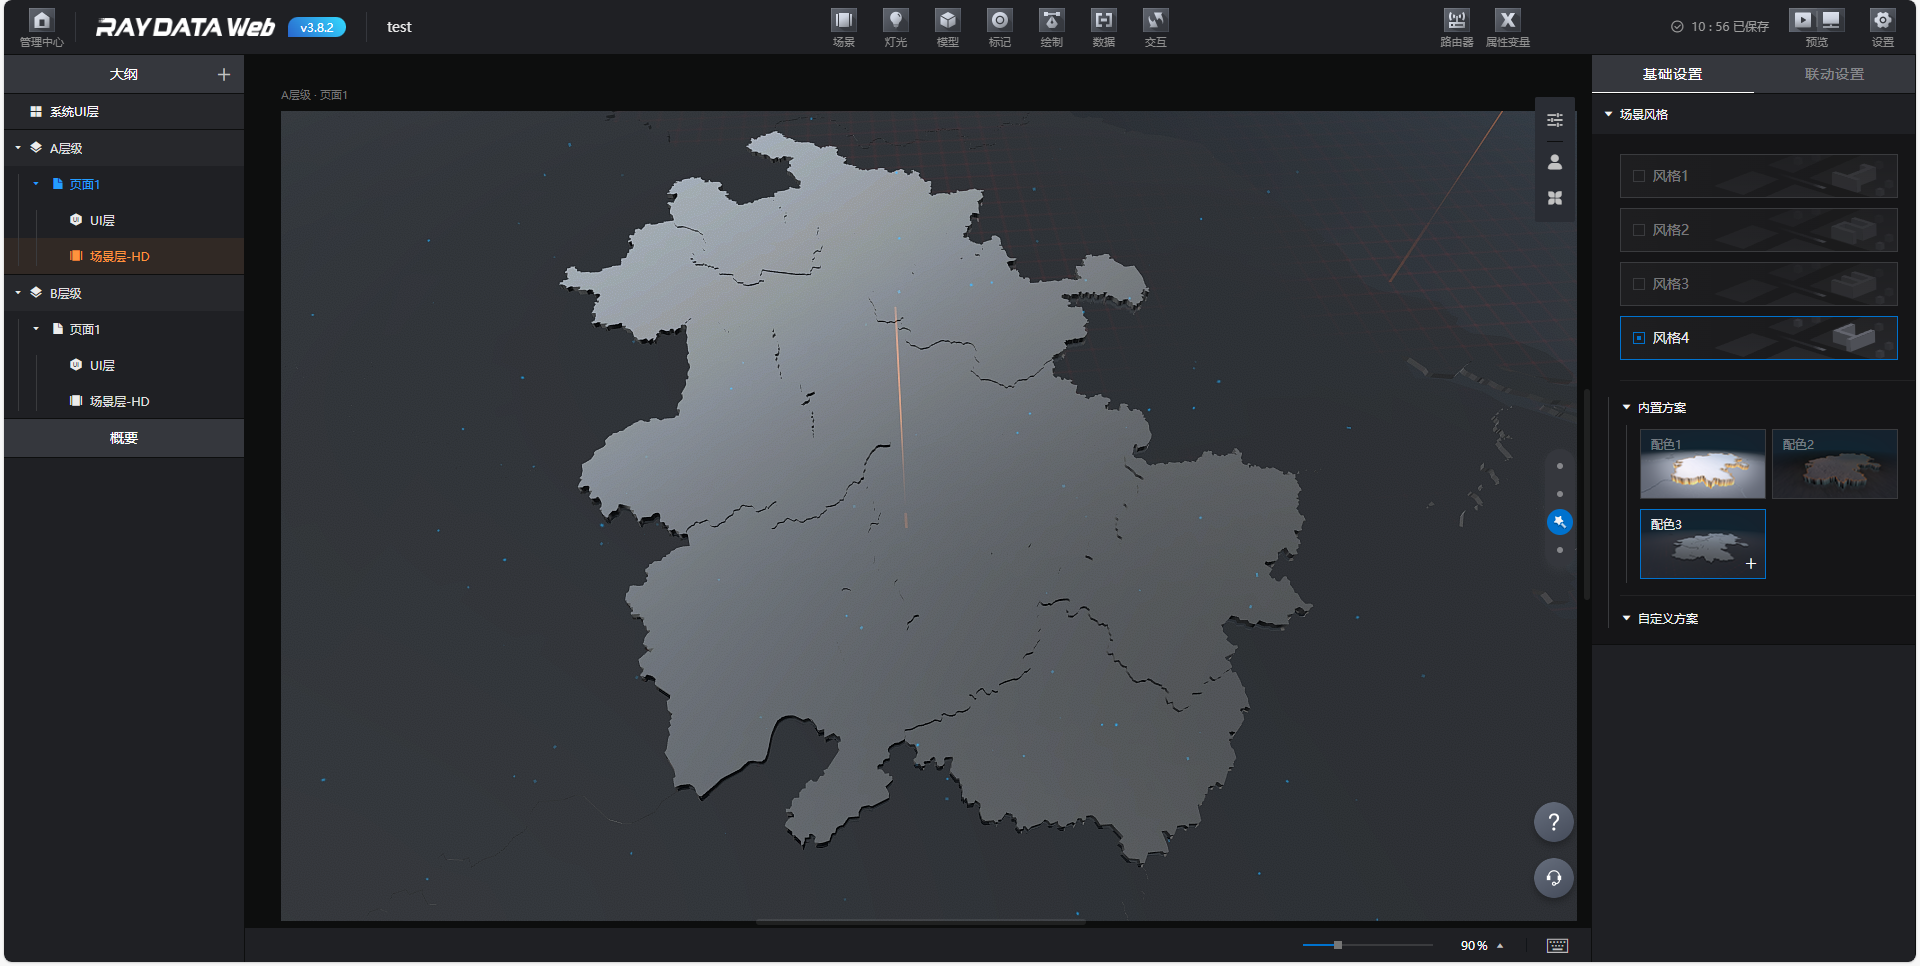 管理中心
RAYDATA Web
v3.8.2
test
场景
灯光
模型
标记
绘制
数据
交互
路由器
属性变量
10 : 56 已保存
预览
设置
大纲
系统UI层
A层级
页面1
UI层
场景层-HD
B层级
页面1
UI层
场景层-HD
概要
A层级 · 页面1
90%
基础设置
联动设置
场景风格
风格1
风格2
风格3
风格4
内置方案
配色1
配色2
配色3
自定义方案